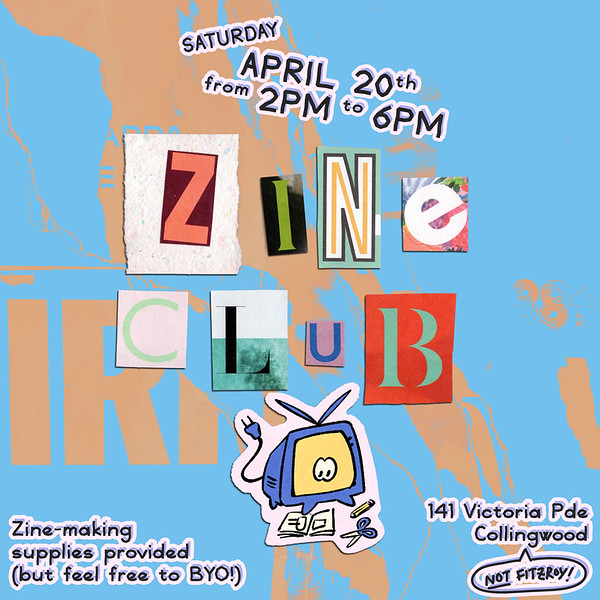 SATURDAY
APRIL 20th
from 2PM to 6PM
ZINe
CLUB
IRI
Zine-making
supplies provided
(but feel free to BYO!)
141 Victoria Pde
Collingwood
NOT FITZROY!